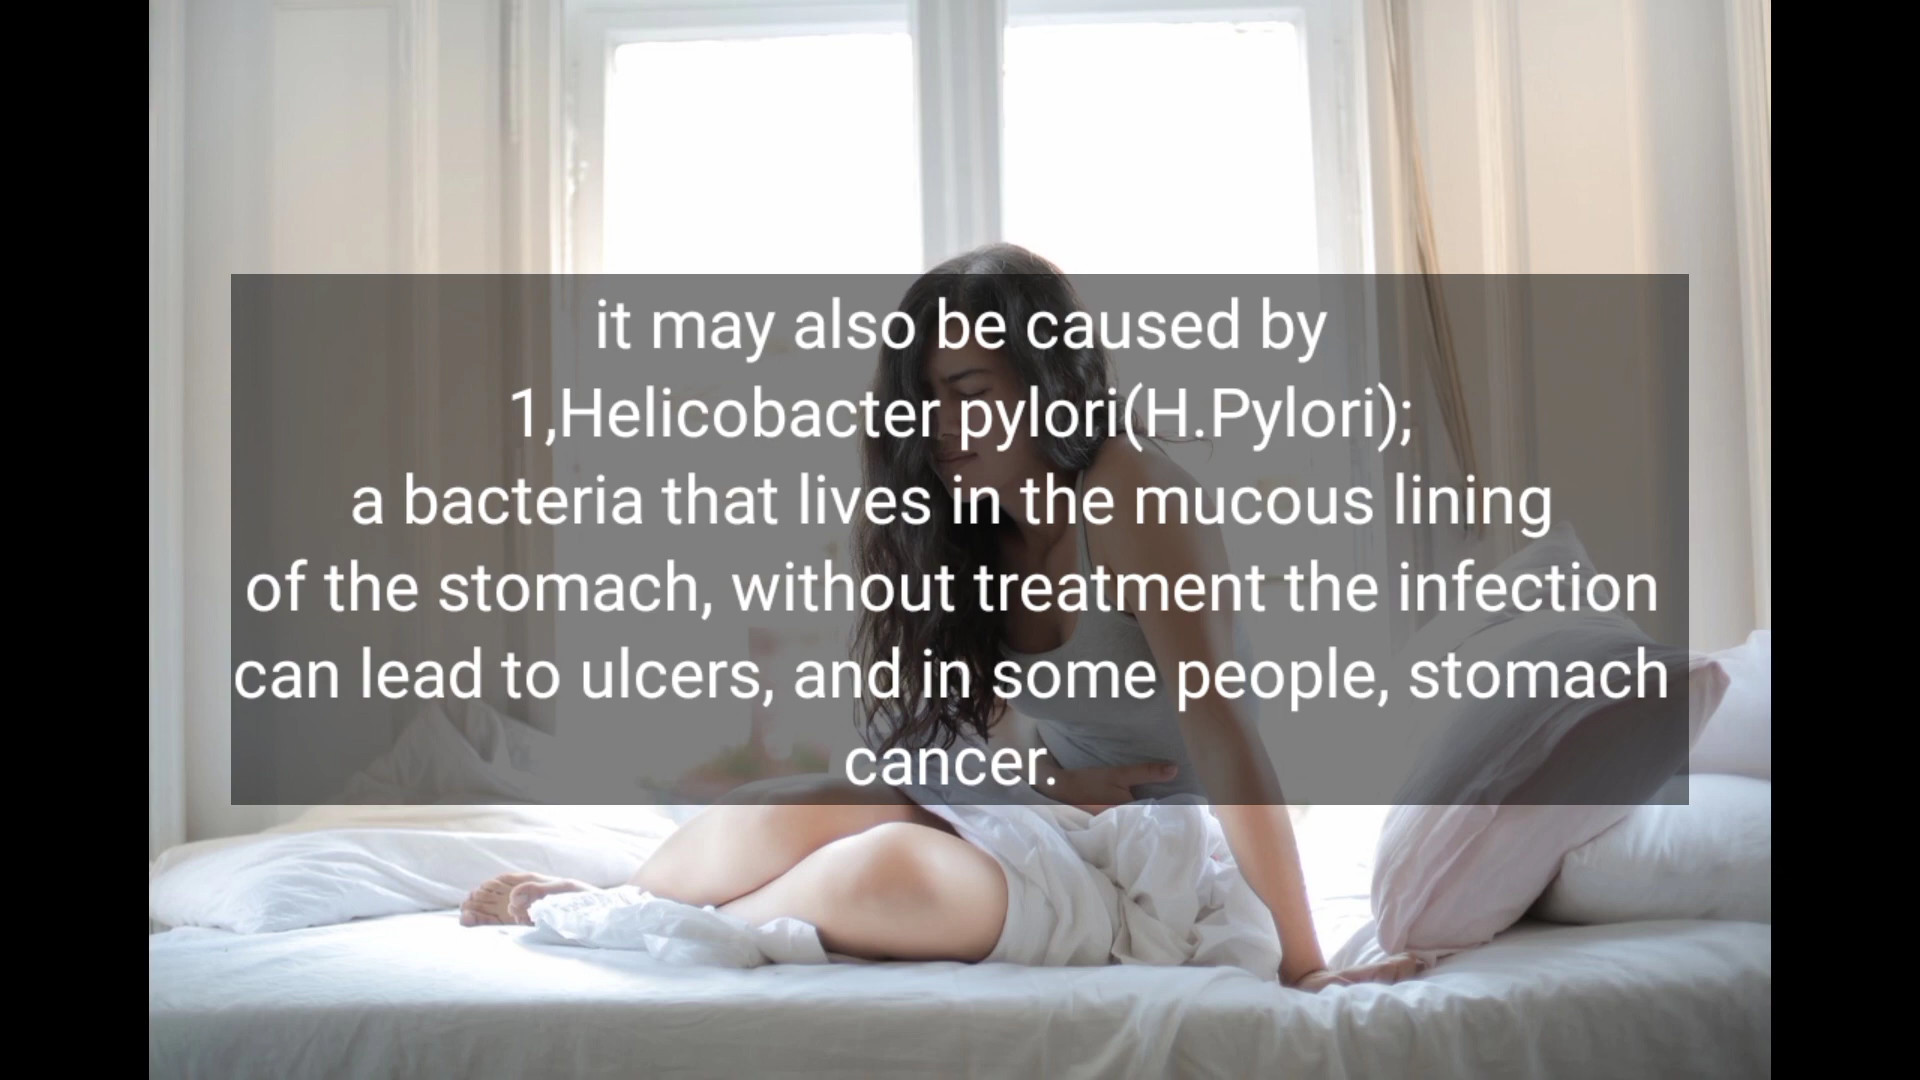 it may also be caused by
1,Helicobacter pylori(H.Pylori);
a bacteria that lives in the mucous lining
of the stomach, without treatment the infection
can lead to ulcers, and in some people, stomach
cancer.